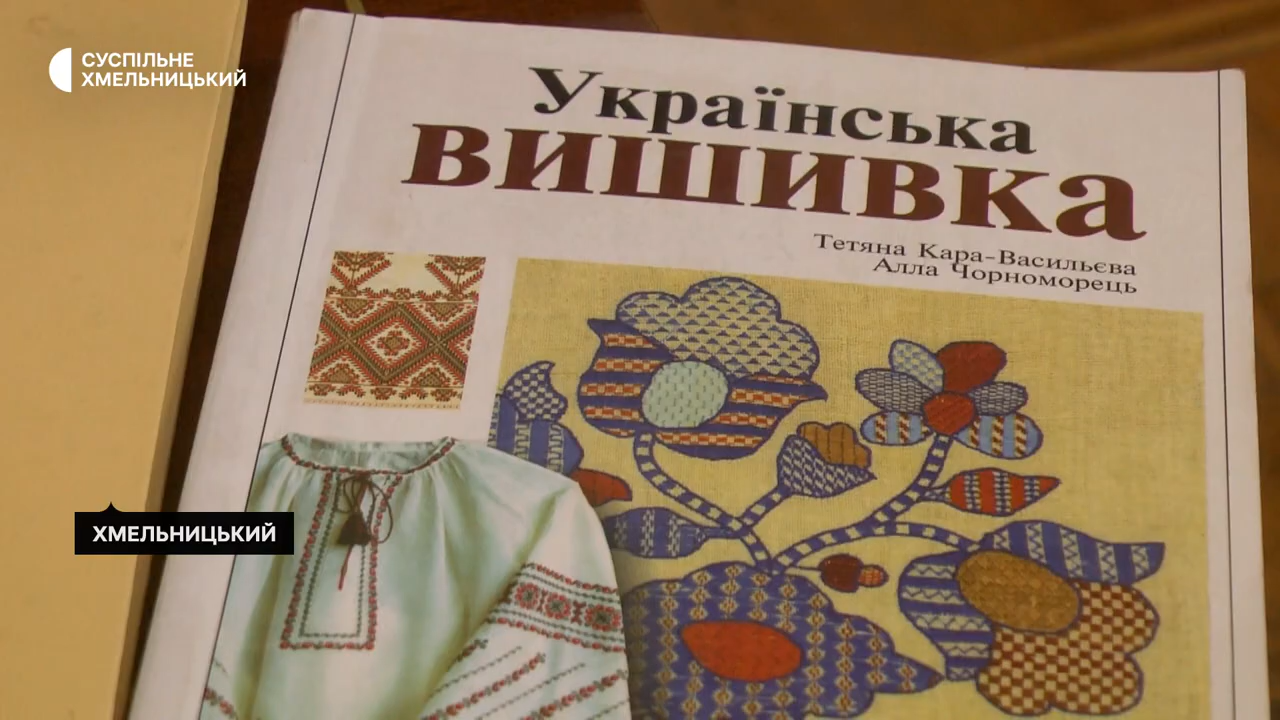 СУСПІЛЬНЕ
ХМЕЛЬНИЦЬКИЙ
Українська
вишивка
Тетяна Кара-Васильєва
Алла Чорноморець
ХМЕЛЬНИЦЬКИЙ